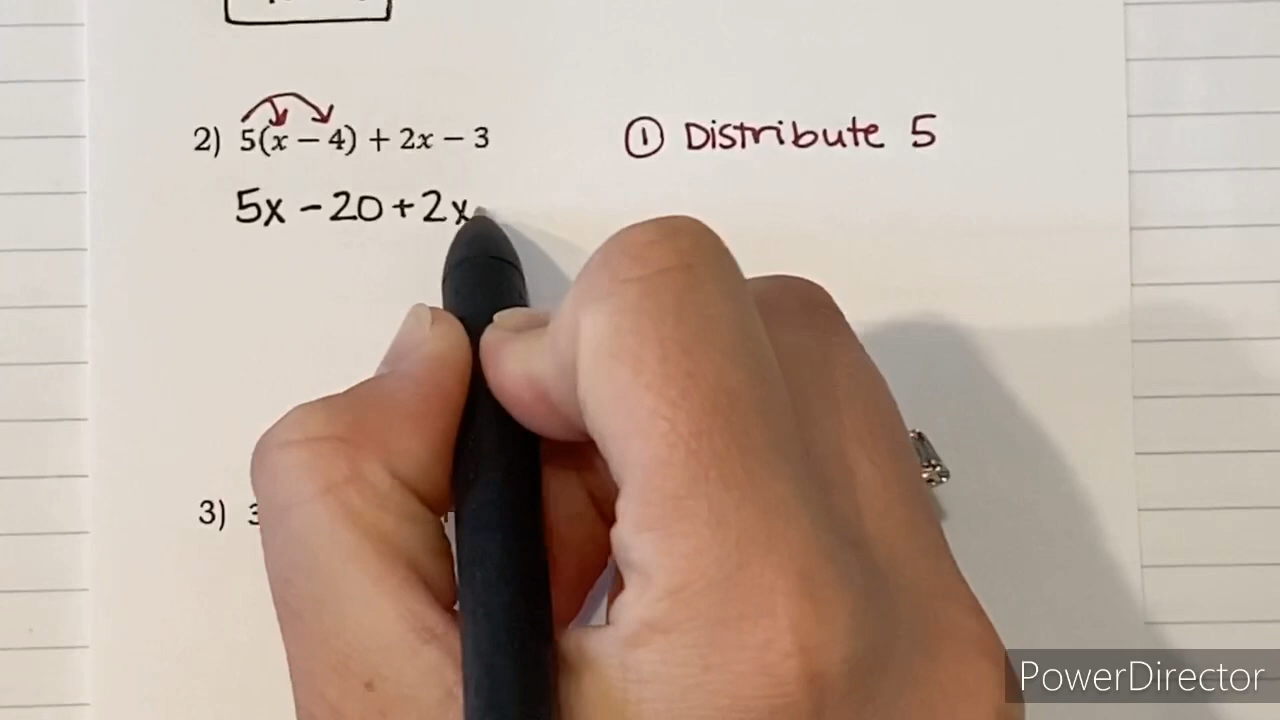 2) 5(x − 4) + 2x − 3
① Distribute 5
5x − 20 + 2x
3)
PowerDirector